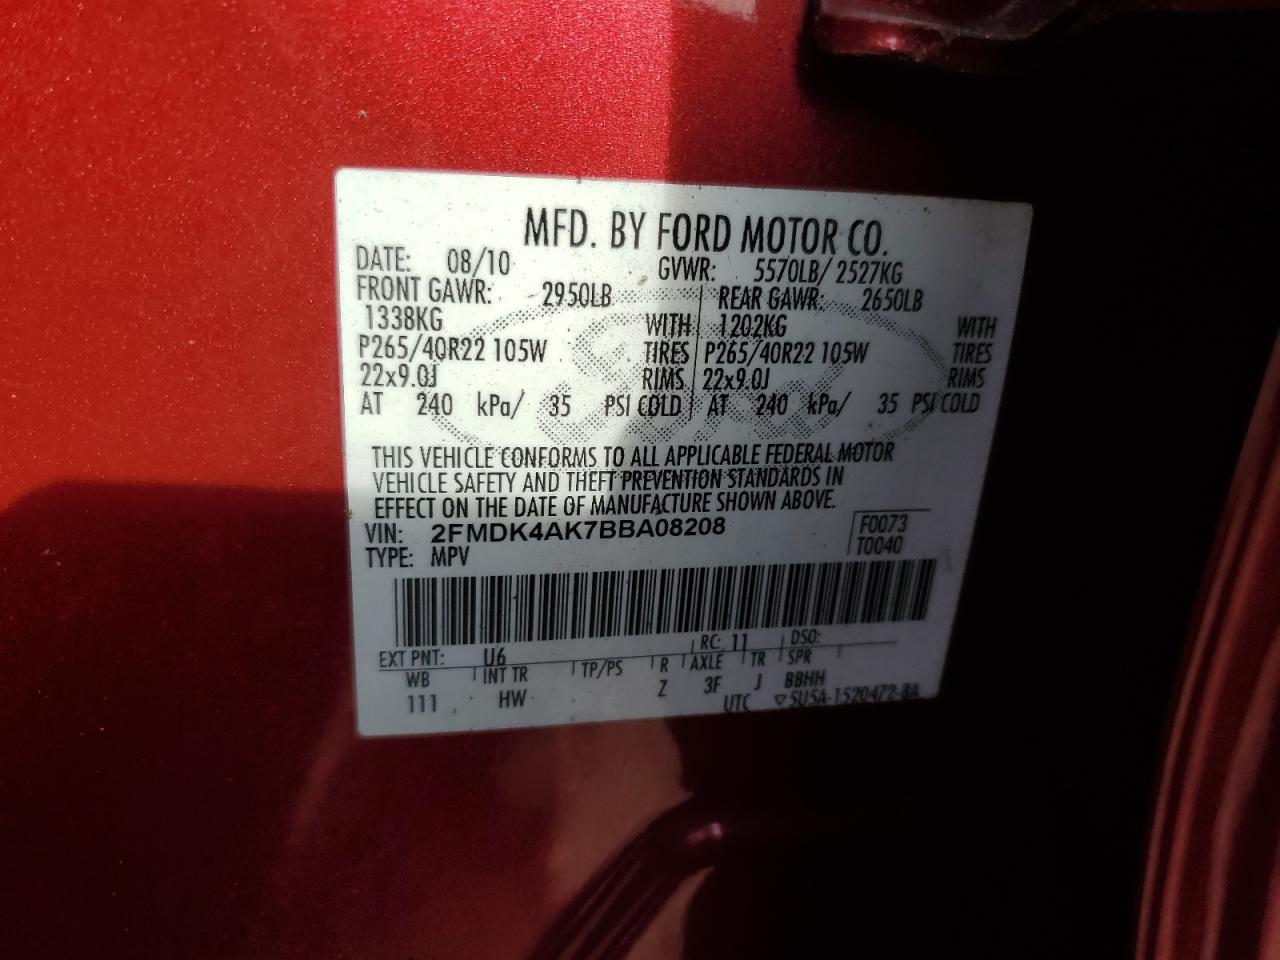 MFD. BY FORD MOTOR CO.
DATE: 08/10 GVWR: 5570LB/ 2527KG
FRONT GAWR: 2950LB REAR GAWR: 2650LB
1338KG WITH 1202KG WITH
P265/40R22 105W TIRES P265/40R22 105W TIRES
22x9.0J RIMS 22x9.0J RIMS
AT 240 kPa/ 35 PSI COLD AT 240 kPa/ 35 PSI COLD
THIS VEHICLE CONFORMS TO ALL APPLICABLE FEDERAL MOTOR
VEHICLE SAFETY AND THEFT PREVENTION STANDARDS IN
EFFECT ON THE DATE OF MANUFACTURE SHOWN ABOVE.
VIN: 2FMDK4AK7BBA08208 F0073
TYPE: MPV T0040
EXT PNT: U6 RC: 11 DSO:
WB INT TR TP/PS R AXLE TR SPR
111 HW Z 3F J BBHH
UTC ▽5U5A-1520472-BA